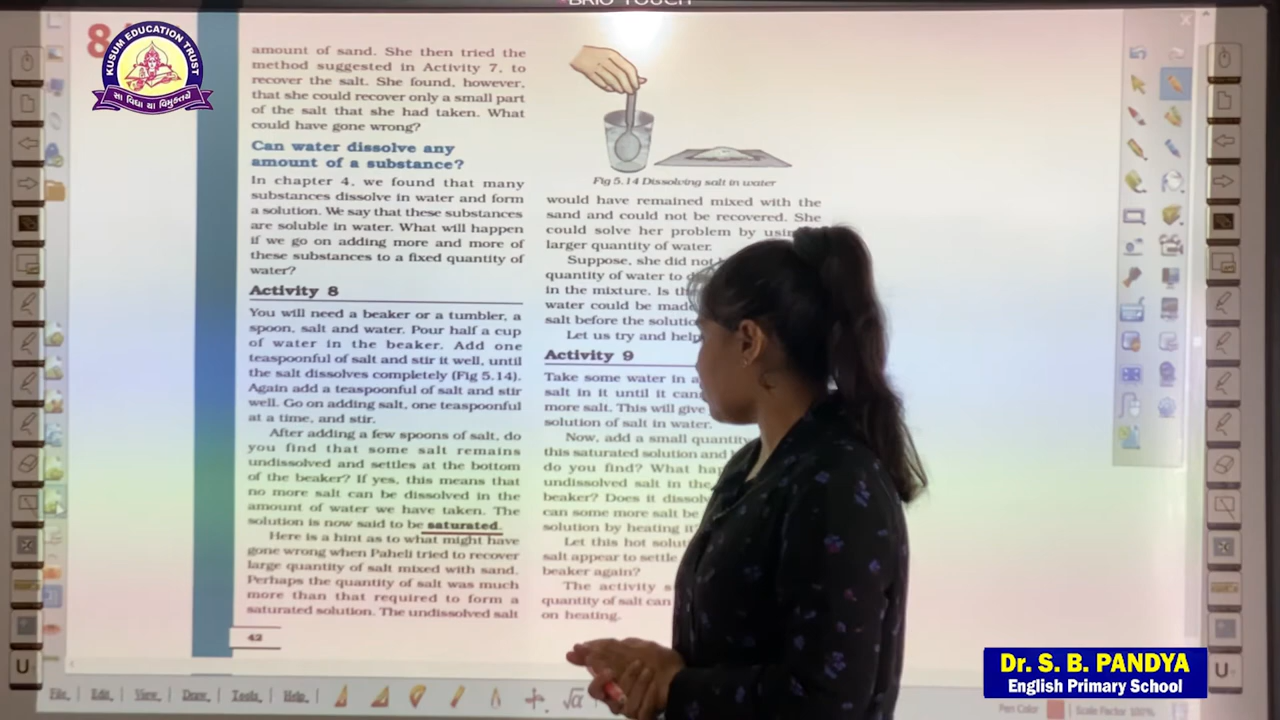 BRIO TOUCH
8
KUSUM EDUCATION TRUST
સા વિદ્યા યા વિમુક્તયે
amount of sand. She then tried the
method suggested in Activity 7, to
recover the salt. She found, however,
that she could recover only a small part
of the salt that she had taken. What
could have gone wrong?
Can water dissolve any
amount of a substance?
In chapter 4, we found that many
substances dissolve in water and form
a solution. We say that these substances
are soluble in water. What will happen
if we go on adding more and more of
these substances to a fixed quantity of
water?
Activity 8
You will need a beaker or a tumbler, a
spoon, salt and water. Pour half a cup
of water in the beaker. Add one
teaspoonful of salt and stir it well, until
the salt dissolves completely (Fig 5.14).
Again add a teaspoonful of salt and stir
well. Go on adding salt, one teaspoonful
at a time, and stir.
After adding a few spoons of salt, do
you find that some salt remains
undissolved and settles at the bottom
of the beaker? If yes, this means that
no more salt can be dissolved in the
amount of water we have taken. The
solution is now said to be saturated.
Here is a hint as to what might have
gone wrong when Paheli tried to recover
large quantity of salt mixed with sand.
Perhaps the quantity of salt was much
more than that required to form a
saturated solution. The undissolved salt
42
Fig 5.14 Dissolving salt in water
would have remained mixed with the
sand and could not be recovered. She
could solve her problem by usin
larger quantity of water.
Suppose, she did not
quantity of water to
in the mixture. Is th
water could be made
salt before the solutio
Let us try and help
Activity 9
Take some water in a
salt in it until it can
more salt. This will give
solution of salt in water.
Now, add a small quantity
this saturated solution and
do you find? What hap
undissolved salt in the
beaker? Does it dissol
can some more salt be
solution by heating it?
Let this hot solut
salt appear to settle
beaker again?
The activity s
quantity of salt can
on heating.
File Edit View Draw Tools Help
Pen Color Scale Factor 100%
Dr. S. B. PANDYA
English Primary School